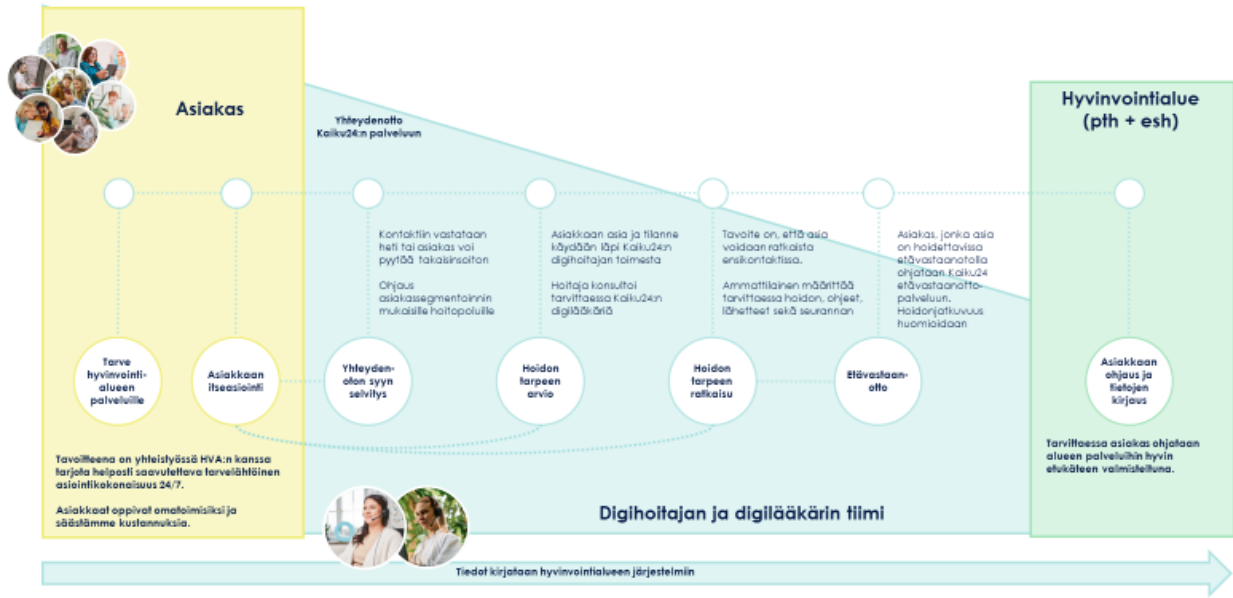 Asiakas
Yhteydenotto
Kaiku24:n palveluun
Hyvinvointialue
(pth + esh)
Kontaktiin vastataan
heti tai asiakas voi
pyytää takaisinsoiton
Ohjaus
asiakassegmentoinnin
mukaisille hoitopoluille
Asiakkaan asia ja tilanne
käydään läpi Kaiku24:n
digihoitajan toimesta
Hoitaja konsultoi
tarvittaessa Kaiku24:n
digilääkäriä
Tavoite on, että asia
voidaan ratkaista
ensikontaktissa.
Ammattilainen määrittää
tarvittaessa hoidon, ohjeet,
lähetteet sekä seurannan
Asiakas, jonka asia
on hoidettavissa
etävastaanotolla
ohjataan Kaiku24
etävastaanotto-
palveluun.
Hoidonjatkuvuus
huomioidaan
Tarve
hyvinvointi-
alueen
palveluille
Asiakkaan
itseasiointi
Yhteyden-
oton syyn
selvitys
Hoidon
tarpeen
arvio
Hoidon
tarpeen
ratkaisu
Etävastaan-
otto
Asiakkaan
ohjaus ja
tietojen
kirjaus
Tavoitteena on yhteistyössä HVA:n kanssa
tarjota helposti saavutettava tarvelähtöinen
asiointikokonaisuus 24/7.
Asiakkaat oppivat omatoimisiksi ja
säästämme kustannuksia.
Tarvittaessa asiakas ohjataan
alueen palveluihin hyvin
etukäteen valmisteltuna.
Digihoitajan ja digilääkärin tiimi
Tiedot kirjataan hyvinvointialueen järjestelmiin